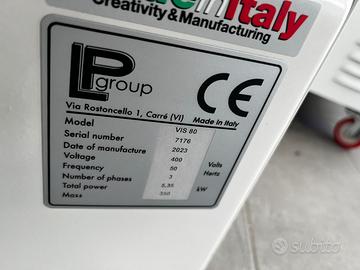 MadeinItaly
Creativity & Manufacturing
LP group
CE
Via Rostoncello 1, Carrè (VI) Made in Italy
Model VIS 80
Serial number 7176
Date of manufacture 2023
Voltage 400 Volts
Frequency 50 Hertz
Number of phases 3
Total power 5,35 kW
Mass 350
subito